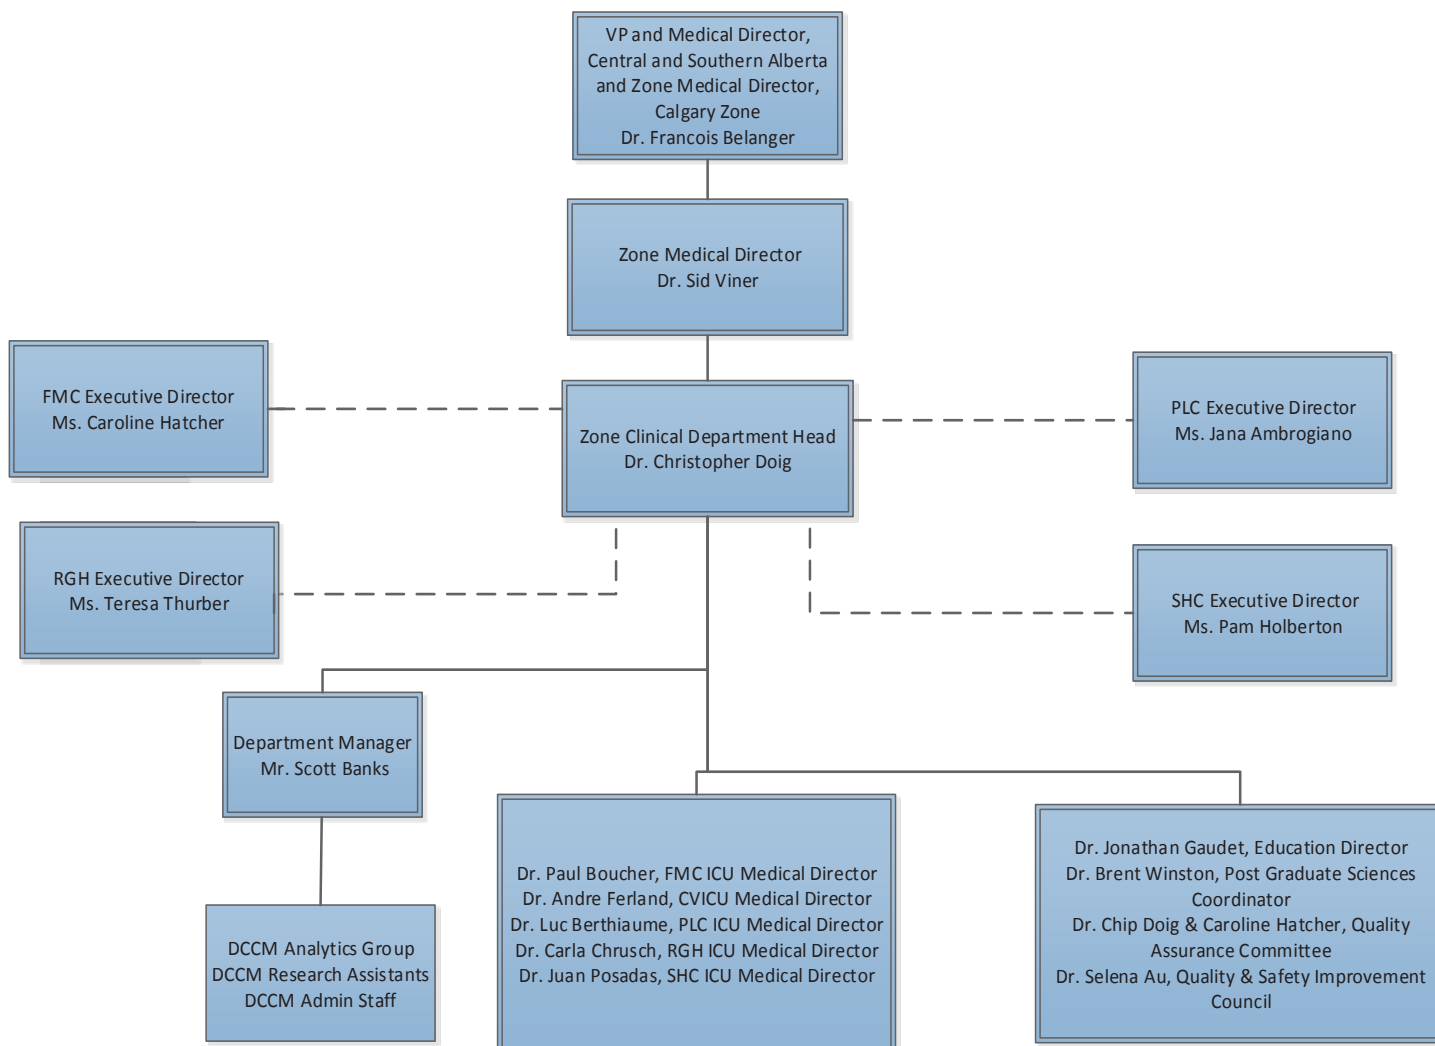 VP and Medical Director,
Central and Southern Alberta
and Zone Medical Director,
Calgary Zone
Dr. Francois Belanger
Zone Medical Director
Dr. Sid Viner
FMC Executive Director
Ms. Caroline Hatcher
Zone Clinical Department Head
Dr. Christopher Doig
PLC Executive Director
Ms. Jana Ambrogiano
RGH Executive Director
Ms. Teresa Thurber
SHC Executive Director
Ms. Pam Holberton
Department Manager
Mr. Scott Banks
DCCM Analytics Group
DCCM Research Assistants
DCCM Admin Staff
Dr. Paul Boucher, FMC ICU Medical Director
Dr. Andre Ferland, CVICU Medical Director
Dr. Luc Berthiaume, PLC ICU Medical Director
Dr. Carla Chrusch, RGH ICU Medical Director
Dr. Juan Posadas, SHC ICU Medical Director
Dr. Jonathan Gaudet, Education Director
Dr. Brent Winston, Post Graduate Sciences
Coordinator
Dr. Chip Doig & Caroline Hatcher, Quality
Assurance Committee
Dr. Selena Au, Quality & Safety Improvement
Council